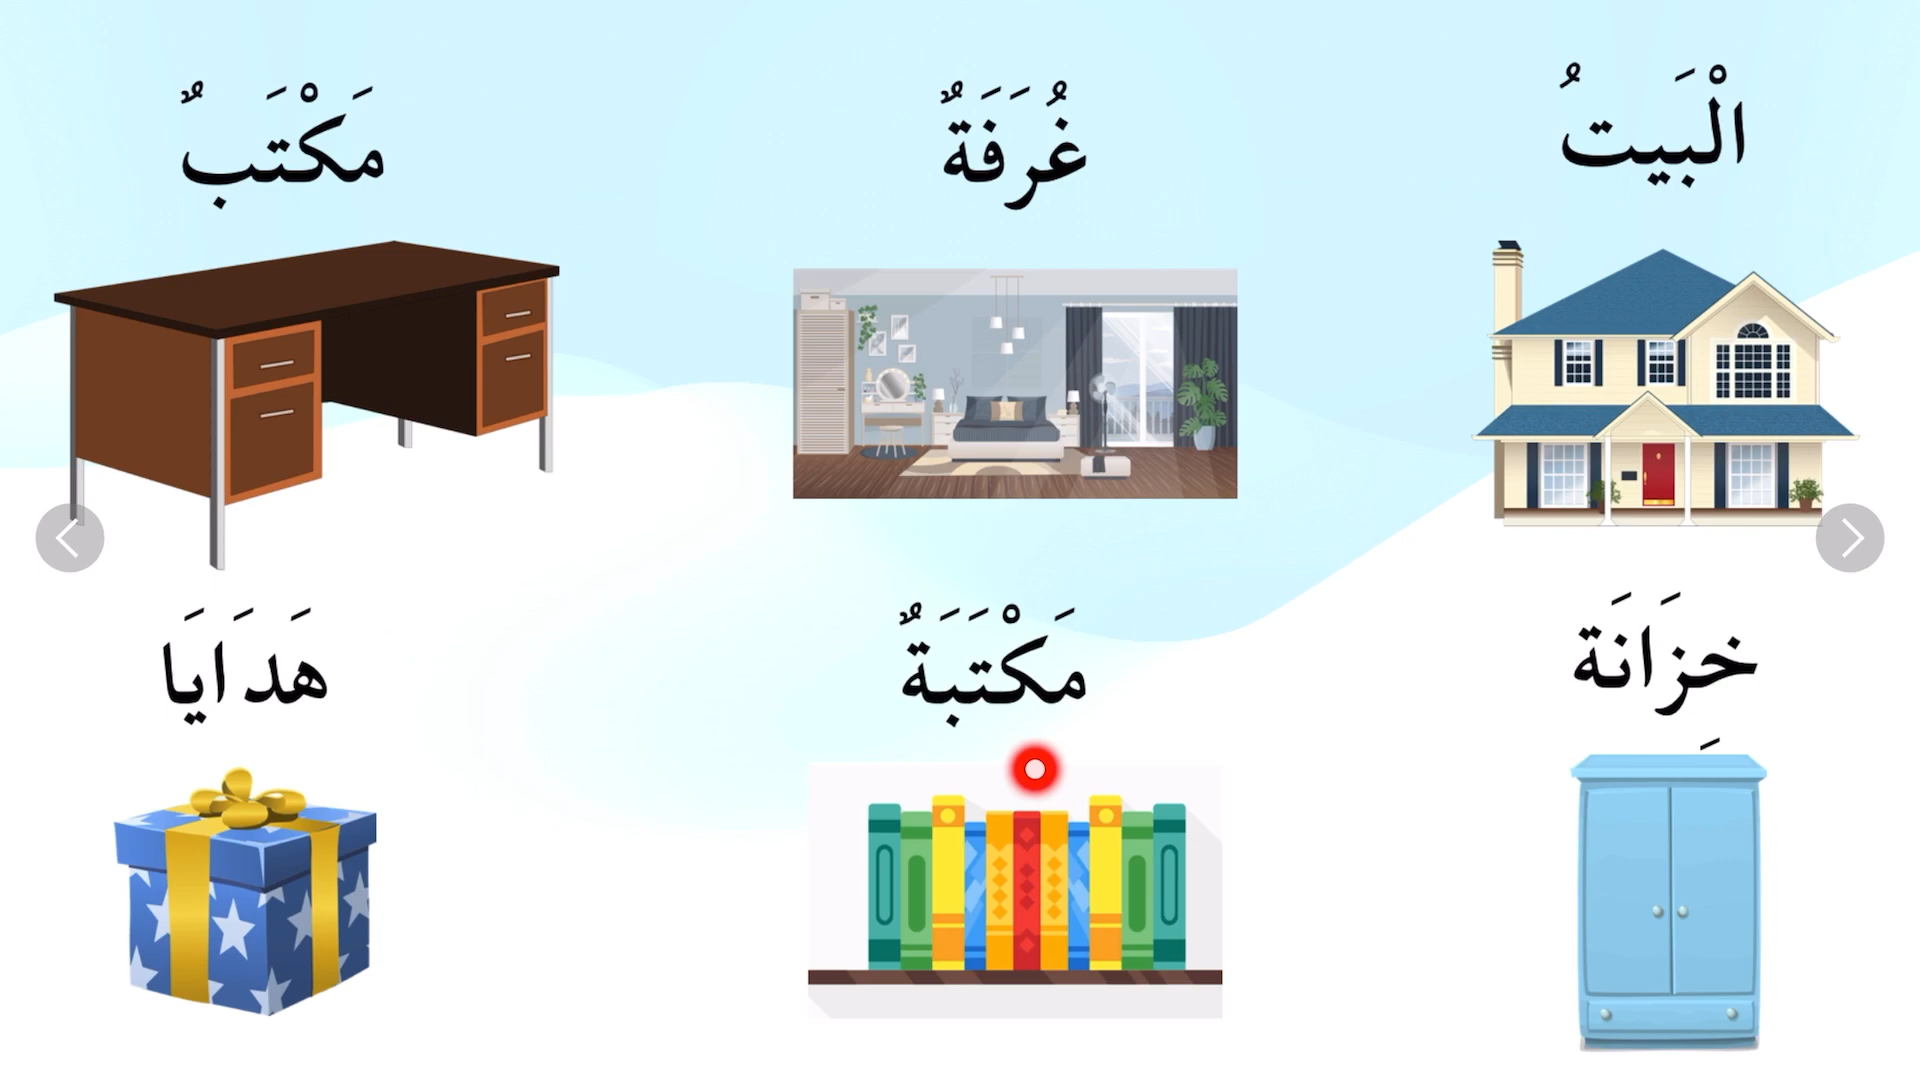 الْبَيتُ
غُرَفَةٌ
مَكْتَبٌ
خِزَانَة
مَكْتَبَةٌ
هَدَايَا